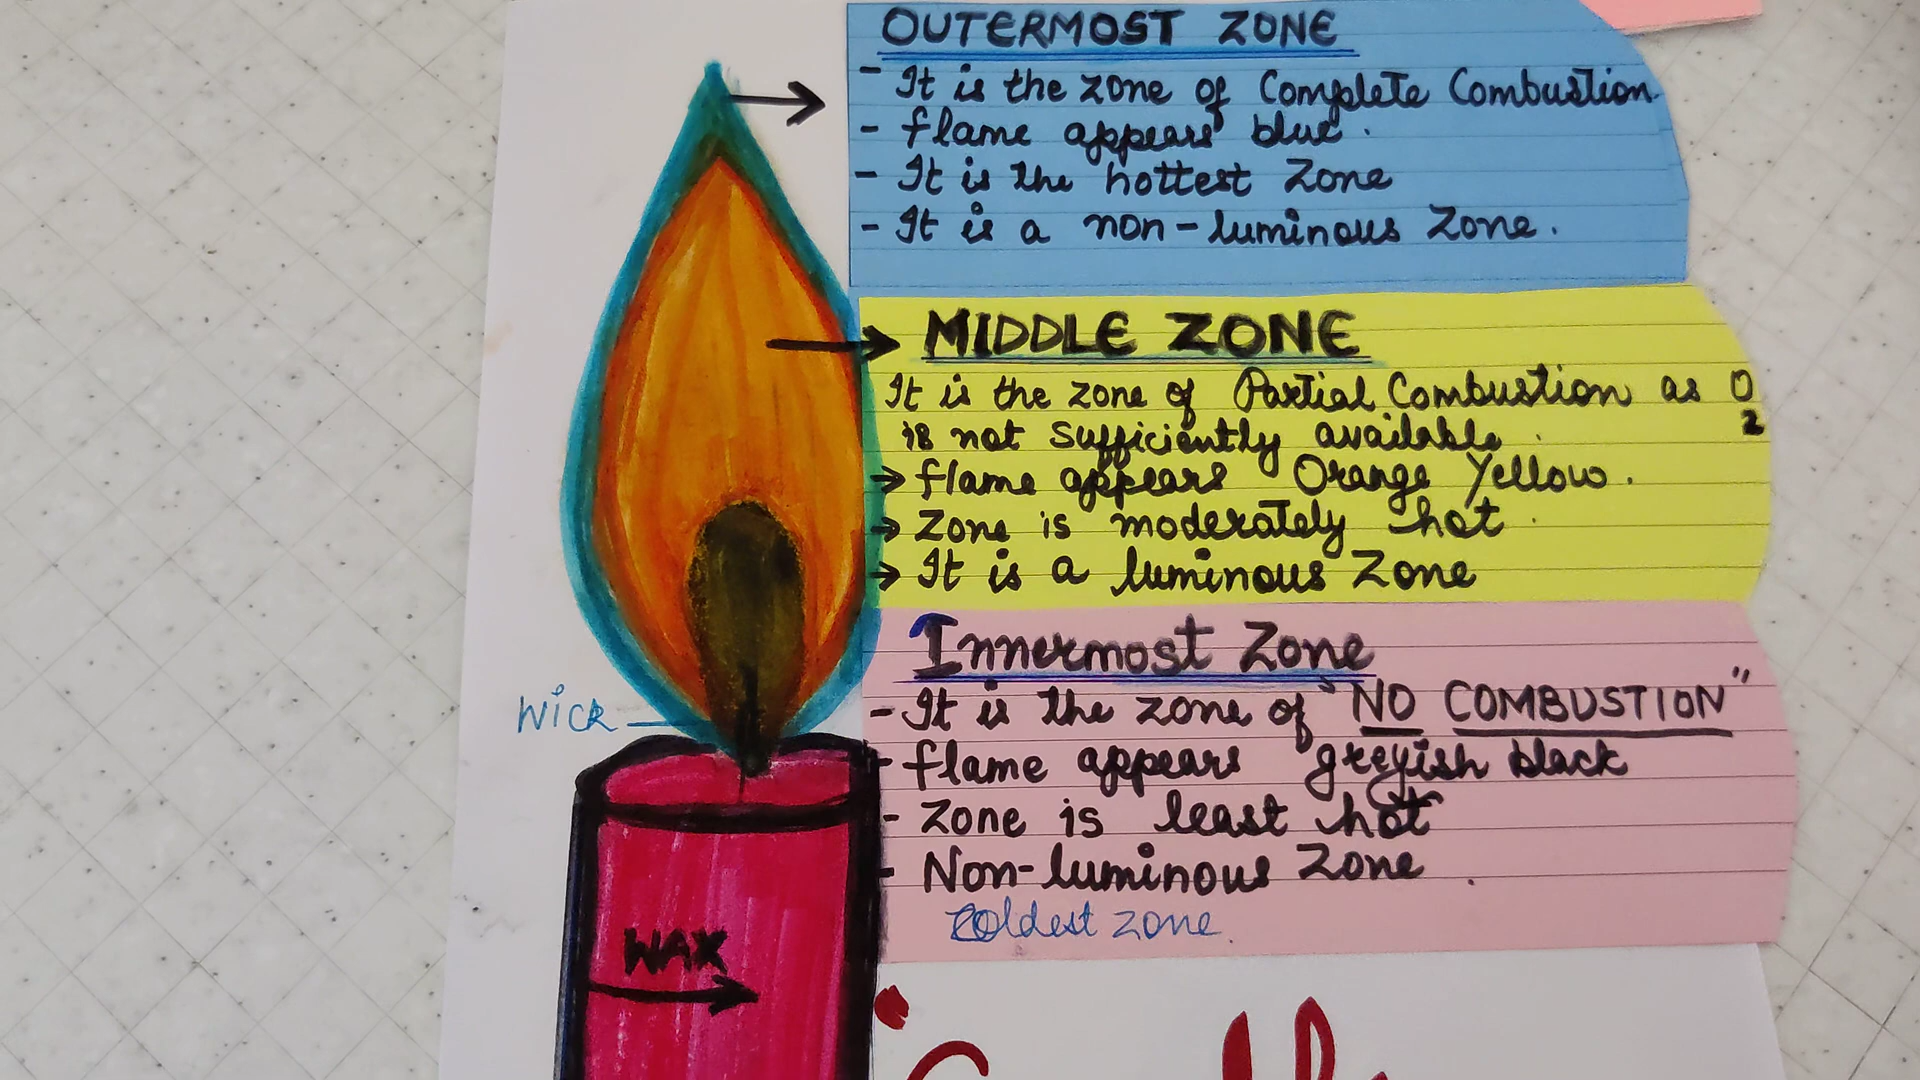 OUTERMOST ZONE
- It is the zone of Complete Combustion
- flame appears blue.
- It is the hottest Zone
- It is a non-luminous Zone.
MIDDLE ZONE
It is the zone of Partial Combustion as O2
is not sufficiently available.
→ flame appears Orange Yellow.
→ Zone is moderately hot.
→ It is a luminous Zone
Innermost Zone
- It is the zone of "NO COMBUSTION"
- flame appears greyish black
- Zone is least hot
- Non-luminous Zone.
Coldest zone.
Wick
WAX